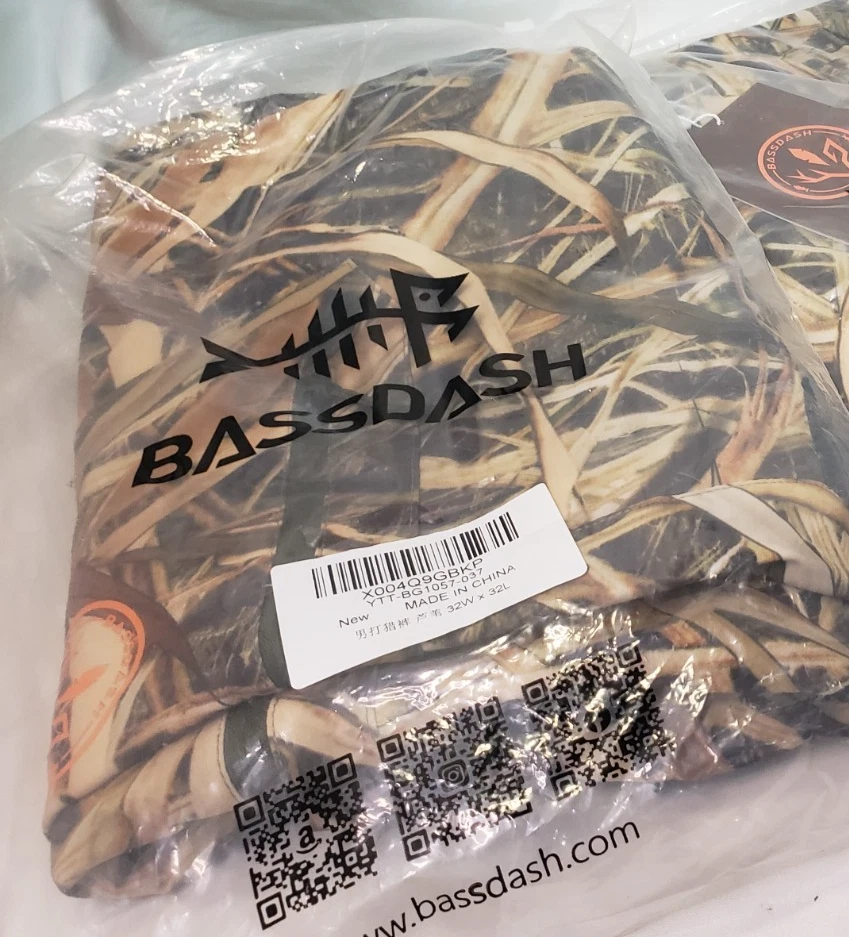 BASSDASH
BASSDASH
X004Q9GBKP
YTT-BG1057-037
MADE IN CHINA
New
男打猎裤 芦苇 32W x 32L
a
www.bassdash.com